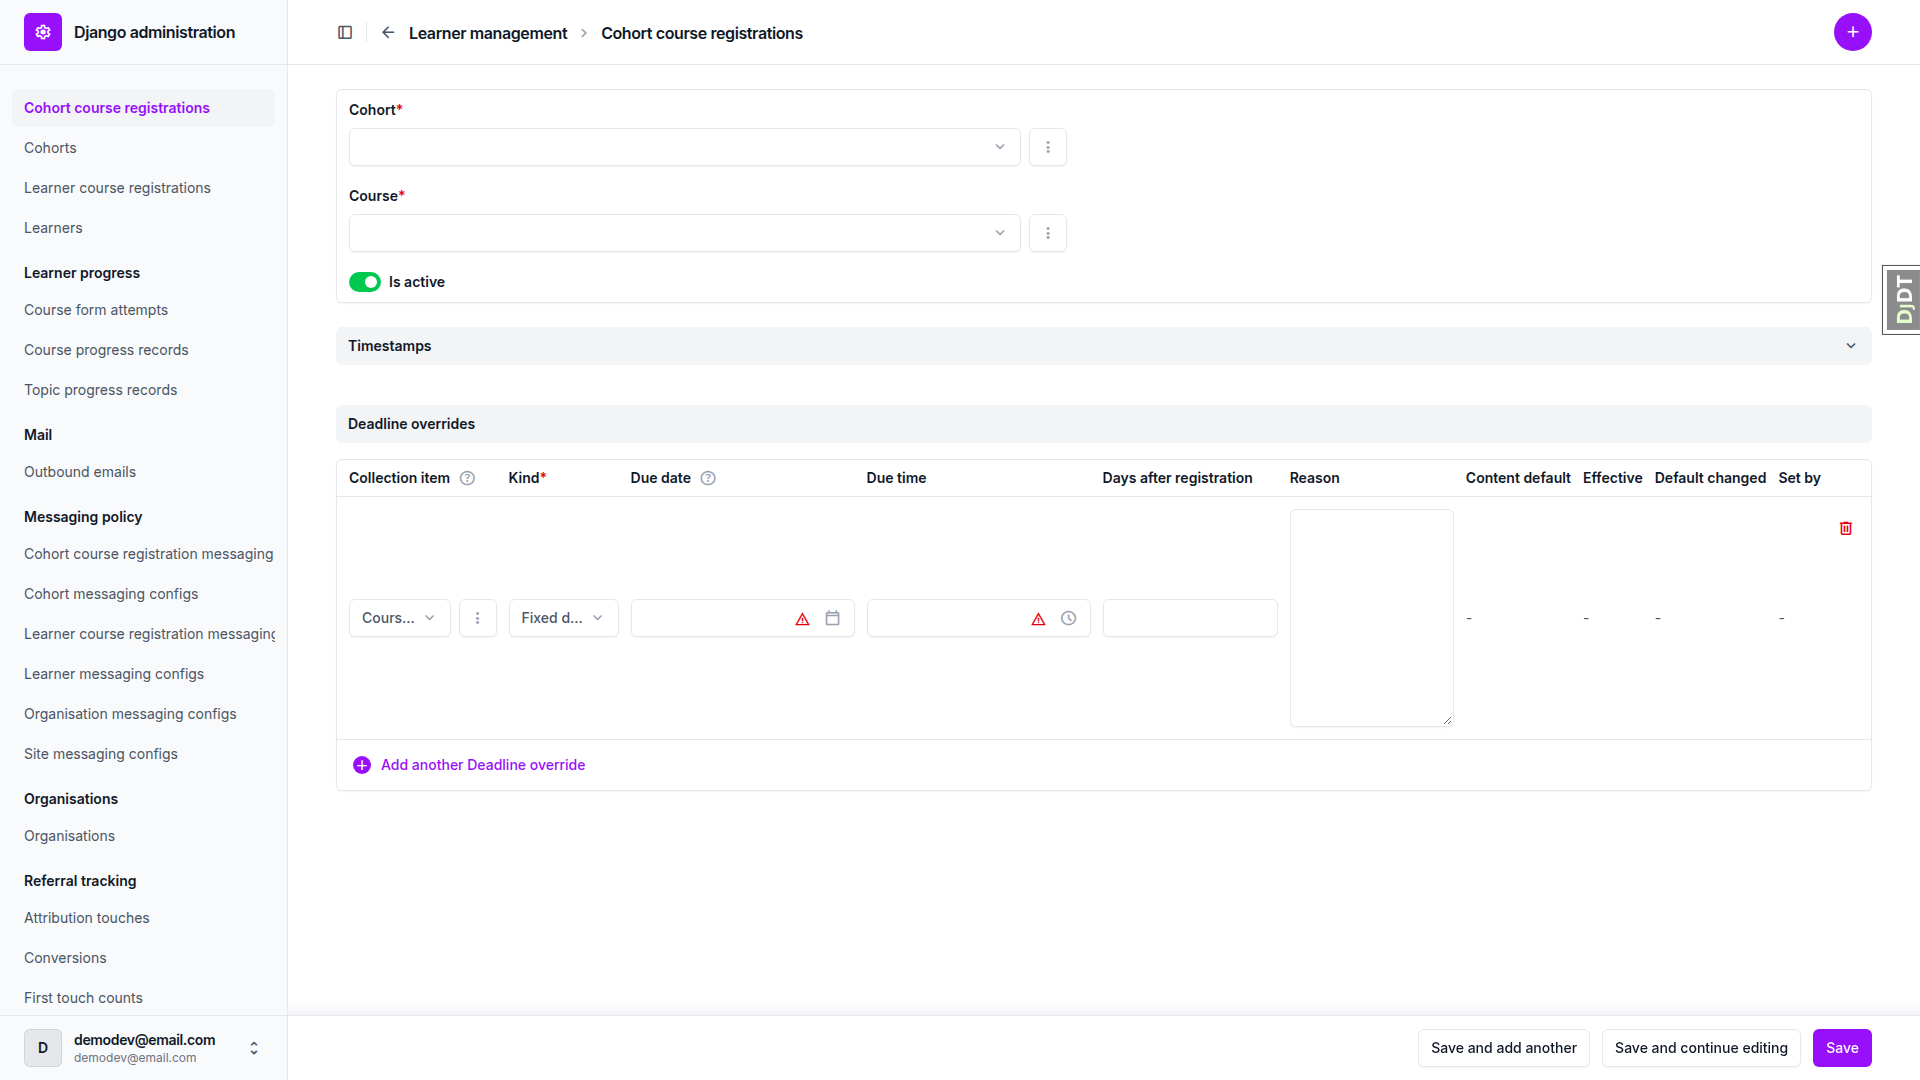 Django administration
Learner management
Cohort course registrations
Cohort course registrations
Cohorts
Learner course registrations
Learners
Learner progress
Course form attempts
Course progress records
Topic progress records
Mail
Outbound emails
Messaging policy
Cohort course registration messaging
Cohort messaging configs
Learner course registration messaging
Learner messaging configs
Organisation messaging configs
Site messaging configs
Organisations
Organisations
Referral tracking
Attribution touches
Conversions
First touch counts
D
demodev@email.com
demodev@email.com
Cohort*
Course*
Is active
Timestamps
Deadline overrides
Collection item ? Kind* Due date ? Due time Days after registration Reason Content default Effective Default changed Set by
Cours... Fixed d... - - - -
Add another Deadline override
DjDT
Save and add another Save and continue editing Save